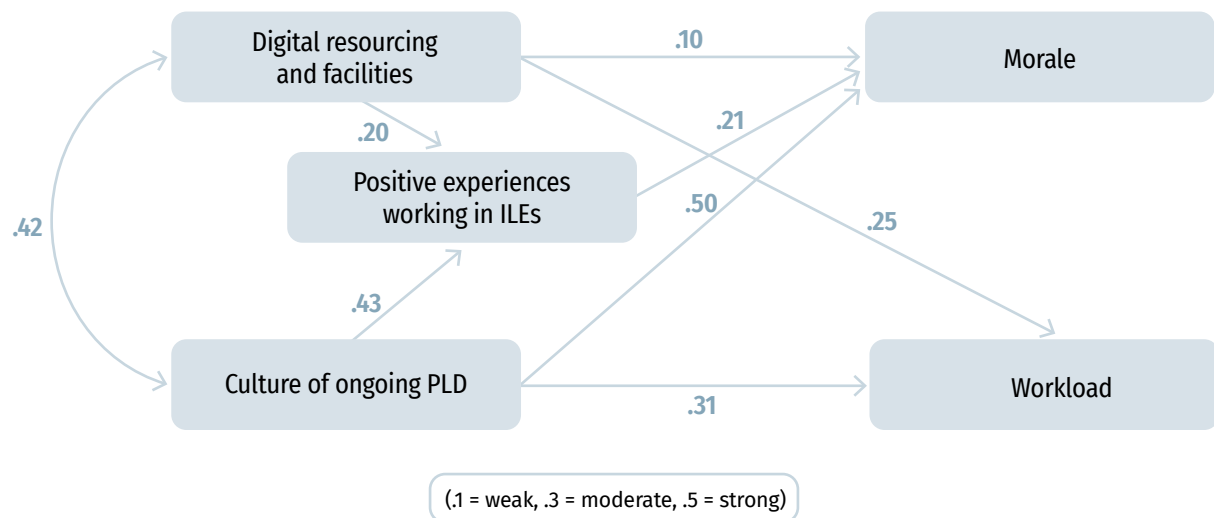 Digital resourcing
and facilities
.10
Morale
.20
.21
Positive experiences
working in ILEs
.42
.50
.25
.43
Culture of ongoing PLD
.31
Workload
(.1 = weak, .3 = moderate, .5 = strong)